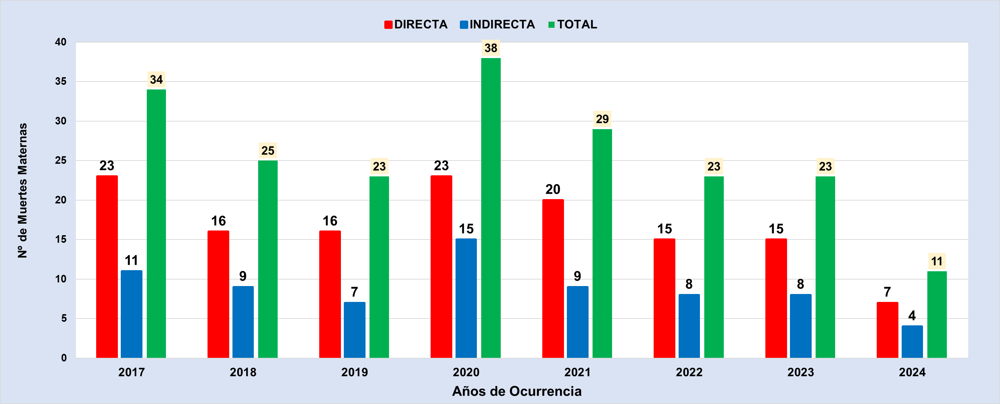 DIRECTA INDIRECTA TOTAL
Nº de Muertes Maternas
40
35
30
25
20
15
10
5
0
23 11 34
16 9 25
16 7 23
23 15 38
20 9 29
15 8 23
15 8 23
7 4 11
2017 2018 2019 2020 2021 2022 2023 2024
Años de Ocurrencia